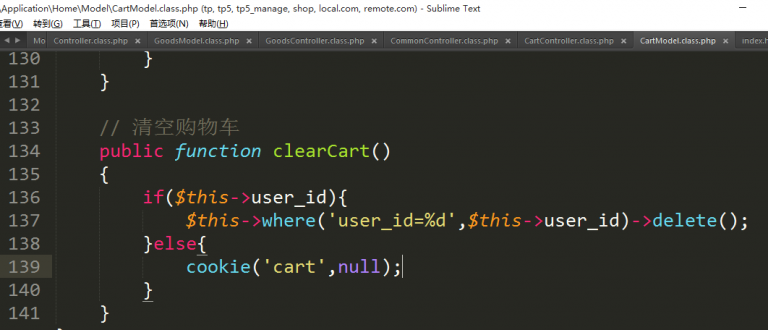 \Application\Home\Model\CartModel.class.php (tp, tp5, tp5_manage, shop, local.com, remote.com) - Sublime Text
查看(V) 转到(G) 工具(T) 项目(P) 首选项(N) 帮助(H)
Mo Controller.class.php × GoodsModel.class.php × GoodsController.class.php × CommonController.class.php × CartController.class.php × CartModel.class.php × index.h
130 }
131 }
132
133 // 清空购物车
134 public function clearCart()
135 {
136 if($this->user_id){
137 $this->where('user_id=%d',$this->user_id)->delete();
138 }else{
139 cookie('cart',null);
140 }
141 }